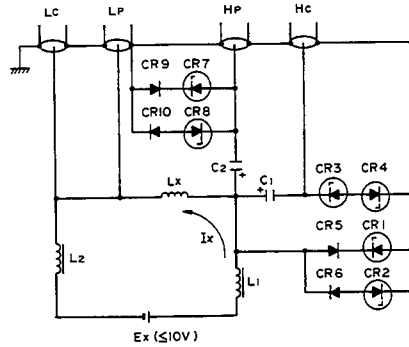 Lc Lp Hp Hc
CR9 CR7
CR10 CR8
C2 + + C1
CR3 CR4
Lx
Ix
CR5 CR1
CR6 CR2
L2 L1
Ex (≤10V)